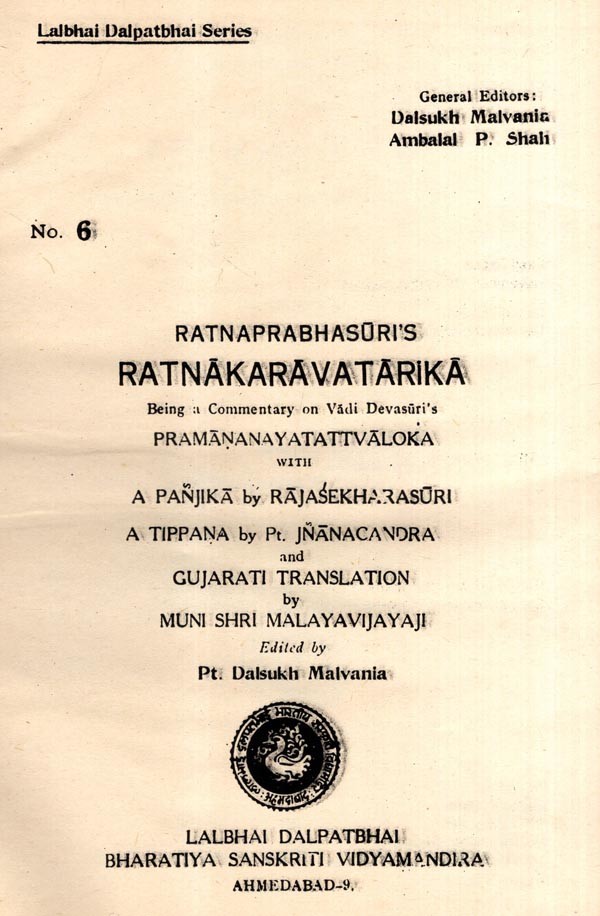 Lalbhai Dalpatbhai Series
General Editors:
Dalsukh Malvania
Ambalal P. Shah
No. 6
RATNAPRABHASŪRI'S
RATNĀKARĀVATĀRIKĀ
Being a Commentary on Vādi Devasūri's
PRAMĀṆANAYATATTVĀLOKA
WITH
A PAÑJIKĀ by RĀJAŚEKHARASŪRI
A TIPPAṆA by Pt. JÑĀNACANDRA
and
GUJARATI TRANSLATION
by
MUNI SHRI MALAYAVIJAYAJI
Edited by
Pt. Dalsukh Malvania
LALBHAI DALPATBHAI
BHARATIYA SANSKRITI VIDYAMANDIRA
AHMEDABAD-9.